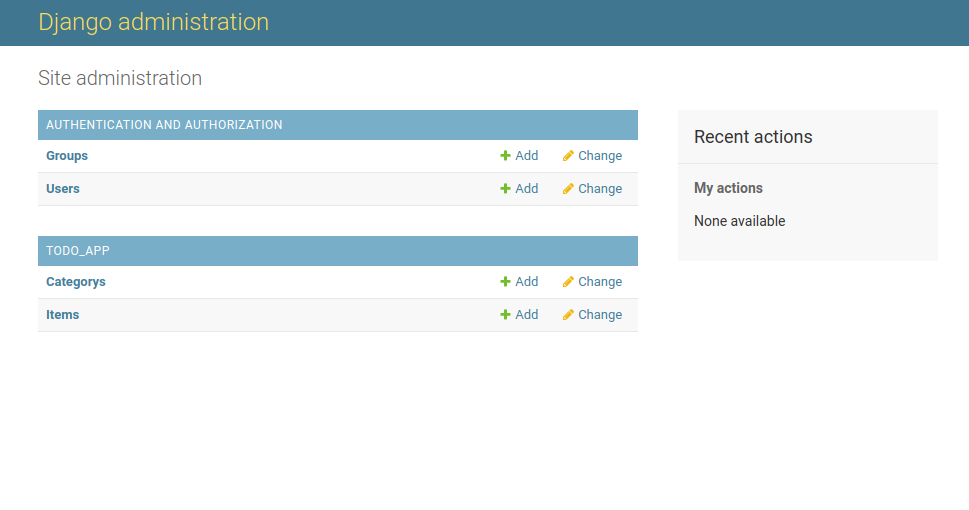 Django administration
Site administration
AUTHENTICATION AND AUTHORIZATION
Groups Add Change
Users Add Change
TODO_APP
Categorys Add Change
Items Add Change
Recent actions
My actions
None available